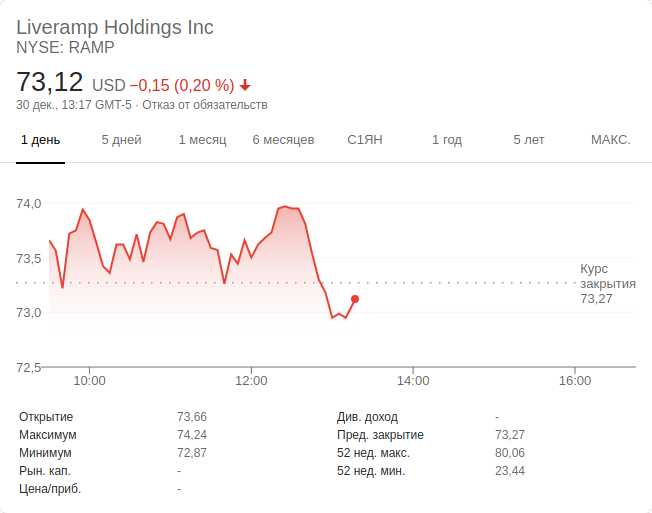 Liveramp Holdings Inc
NYSE: RAMP
73,12 USD −0,15 (0,20 %)
30 дек., 13:17 GMT-5 · Отказ от обязательств
1 день 5 дней 1 месяц 6 месяцев С1ЯН 1 год 5 лет МАКС.
74,0
73,5
73,0
72,5
Курс
закрытия
73,27
10:00 12:00 14:00 16:00
Открытие 73,66 Див. доход -
Максимум 74,24 Пред. закрытие 73,27
Минимум 72,87 52 нед. макс. 80,06
Рын. кап. - 52 нед. мин. 23,44
Цена/приб. -